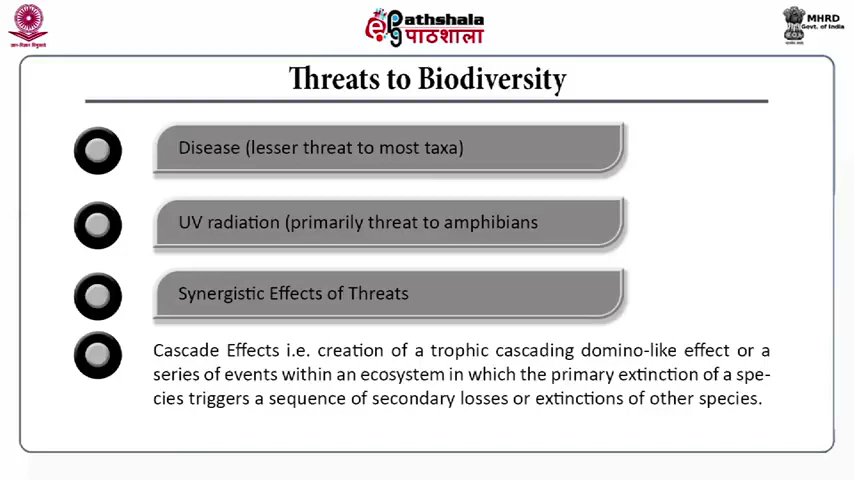 Pathshala
पाठशाला
MHRD
Govt. of India
Threats to Biodiversity
Disease (lesser threat to most taxa)
UV radiation (primarily threat to amphibians
Synergistic Effects of Threats
Cascade Effects i.e. creation of a trophic cascading domino-like effect or a
series of events within an ecosystem in which the primary extinction of a spe-
cies triggers a sequence of secondary losses or extinctions of other species.